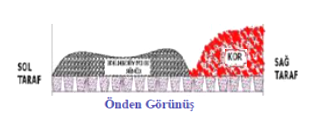 SOL
TARAF
KOR
SAĞ
TARAF
Önden Görünüş